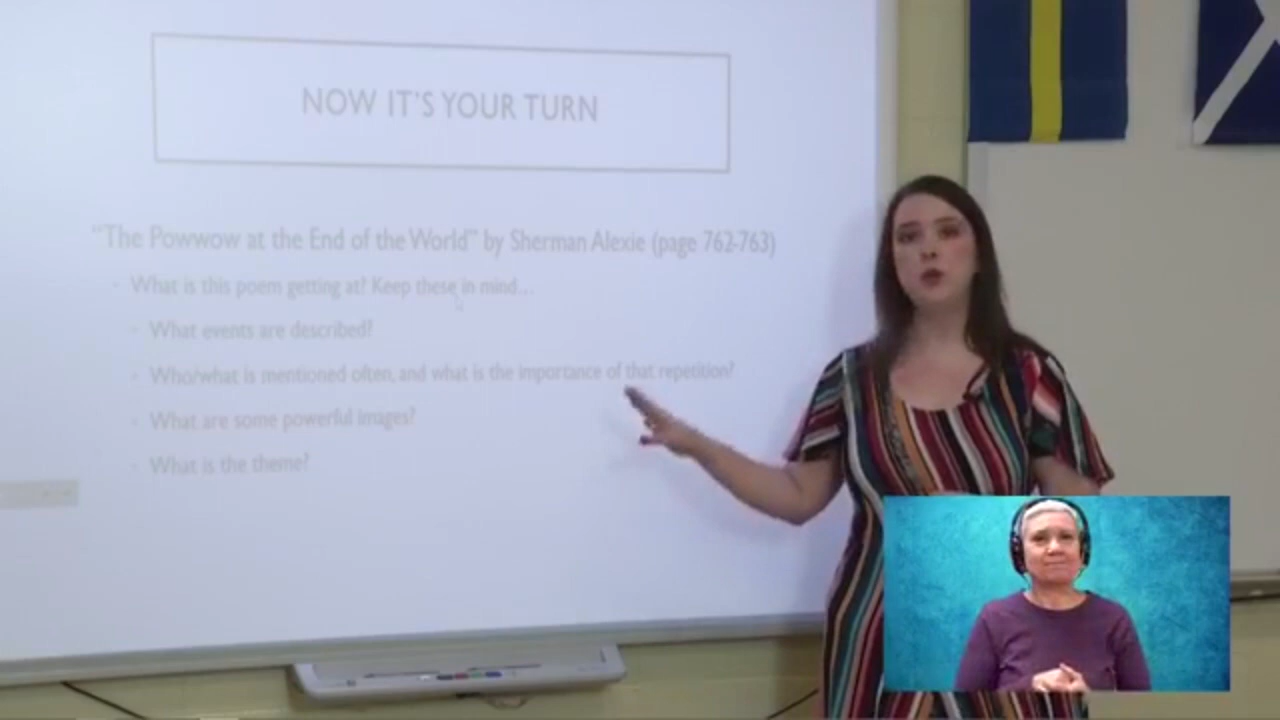 NOW IT'S YOUR TURN
"The Powwow at the End of the World" by Sherman Alexie (page 762-763)
What is this poem getting at? Keep these in mind...
What events are described?
Who/what is mentioned often, and what is the importance of that repetition?
What are some powerful images?
What is the theme?